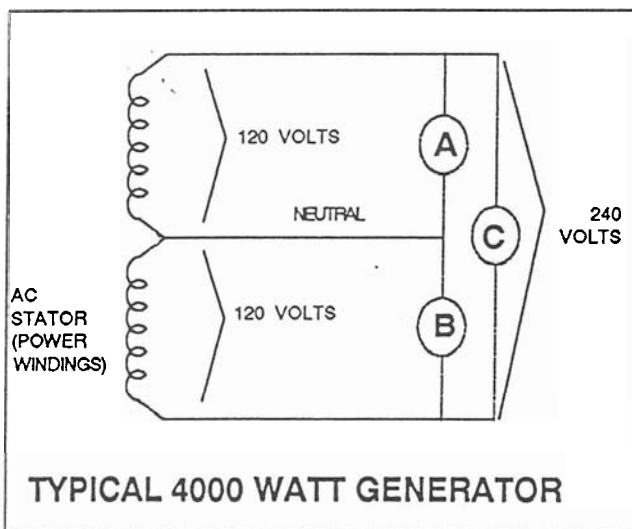 120 VOLTS
A
NEUTRAL
C
240
VOLTS
AC
STATOR
(POWER
WINDINGS)
120 VOLTS
B
TYPICAL 4000 WATT GENERATOR